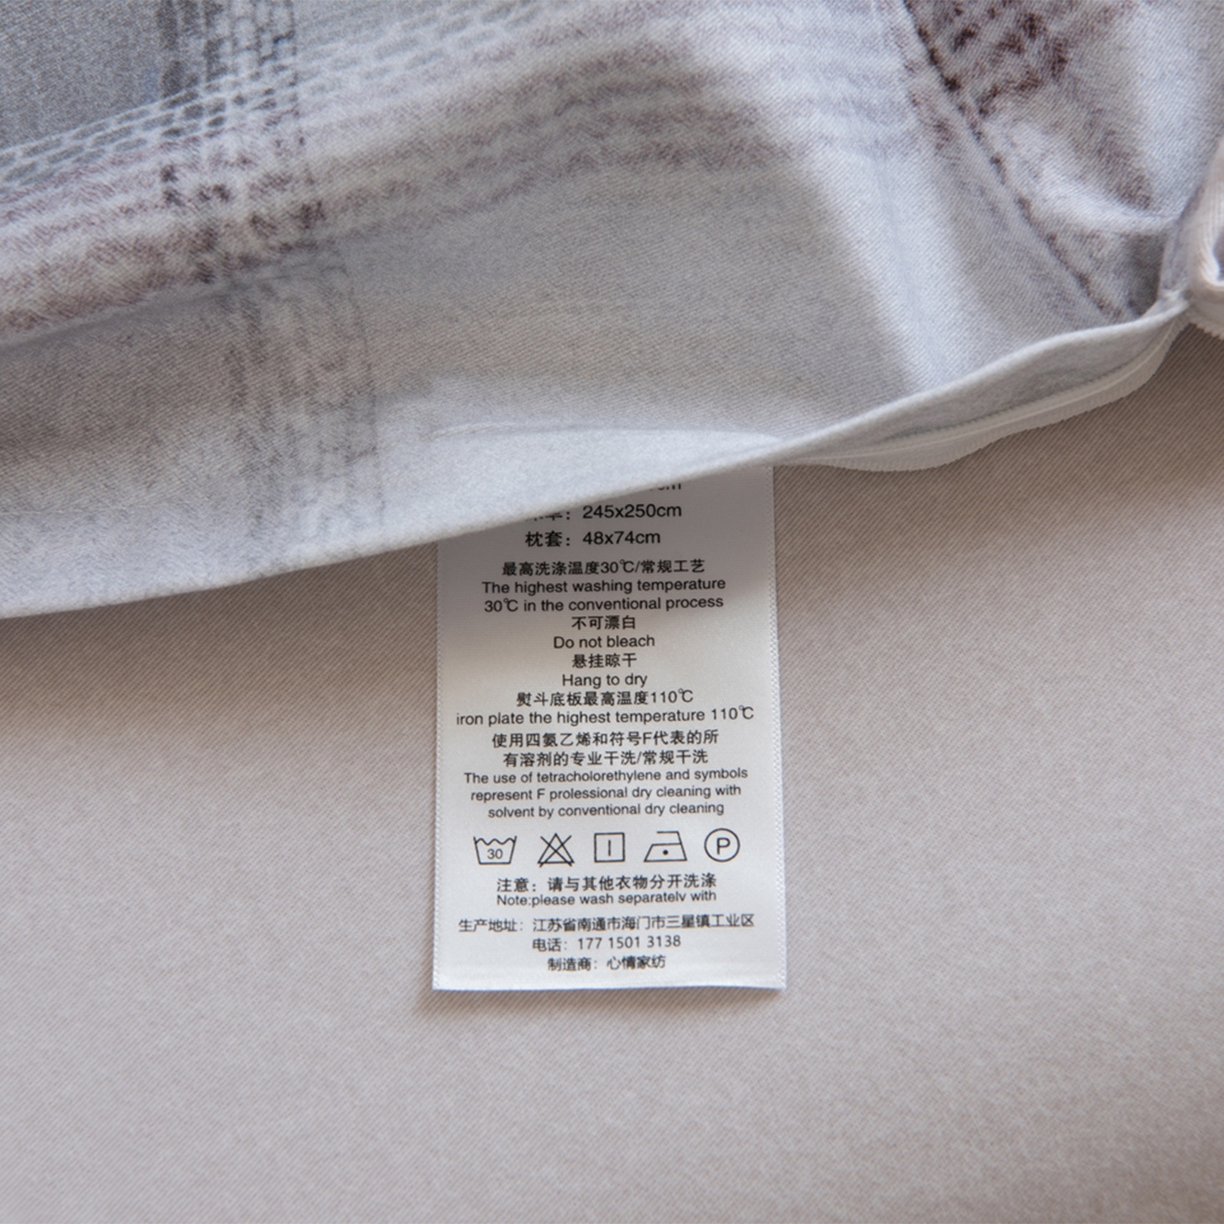 245x250cm
枕套：48x74cm
最高洗涤温度30℃/常规工艺
The highest washing temperature
30℃ in the conventional process
不可漂白
Do not bleach
悬挂晾干
Hang to dry
熨斗底板最高温度110℃
iron plate the highest temperature 110℃
使用四氨乙烯和符号F代表的所
有溶剂的专业干洗/常规干洗
The use of tetracholorethylene and symbols
represent F prolessional dry cleaning with
solvent by conventional dry cleaning
30 P
注意：请与其他衣物分开洗涤
Note:please wash separately with
生产地址：江苏省南通市海门市三星镇工业区
电话：177 1501 3138
制造商：心情家纺